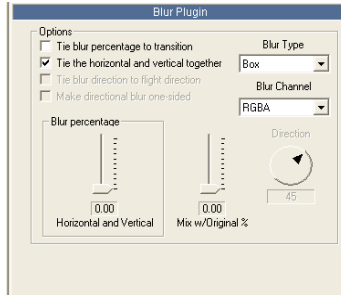 Blur Plugin
Options
Tie blur percentage to transition
Tie the horizontal and vertical together
Tie blur direction to flight direction
Make directional blur one-sided
Blur Type
Box
Blur Channel
RGBA
Blur percentage
0.00
Horizontal and Vertical
0.00
Mix w/Original %
Direction
45